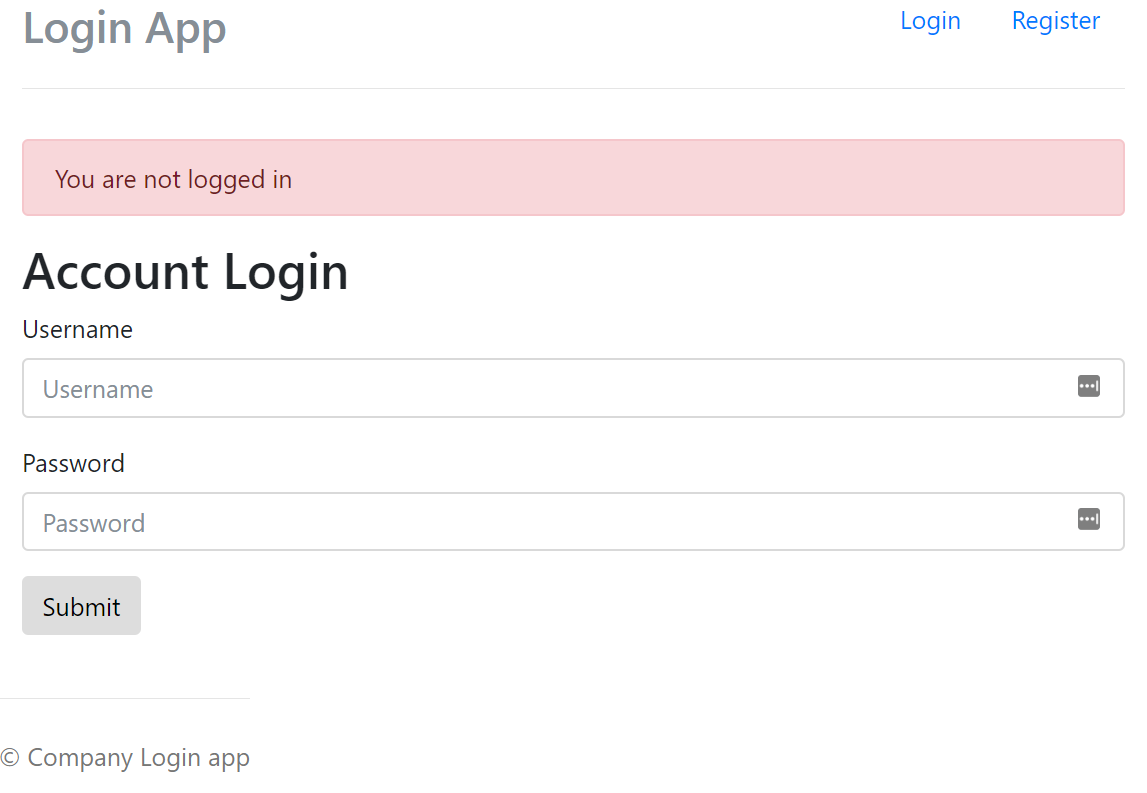 Login App
Login Register
You are not logged in
Account Login
Username
Username
Password
Password
Submit
© Company Login app